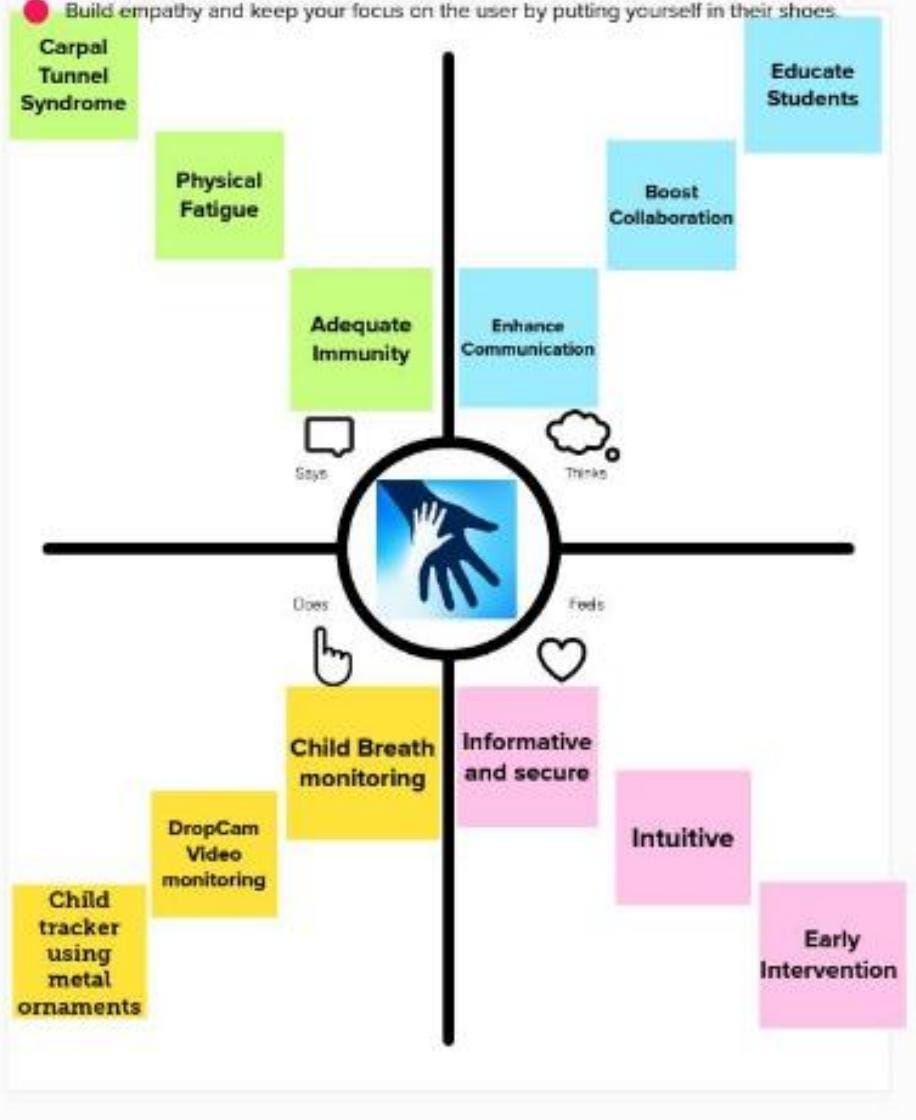 Build empathy and keep your focus on the user by putting yourself in their shoes.
Carpal
Tunnel
Syndrome
Physical
Fatigue
Adequate
Immunity
Says
Educate
Students
Boost
Collaboration
Enhance
Communication
Thinks
Does
Child Breath
monitoring
DropCam
Video
monitoring
Child
tracker
using
metal
ornaments
Feels
Informative
and secure
Intuitive
Early
Intervention